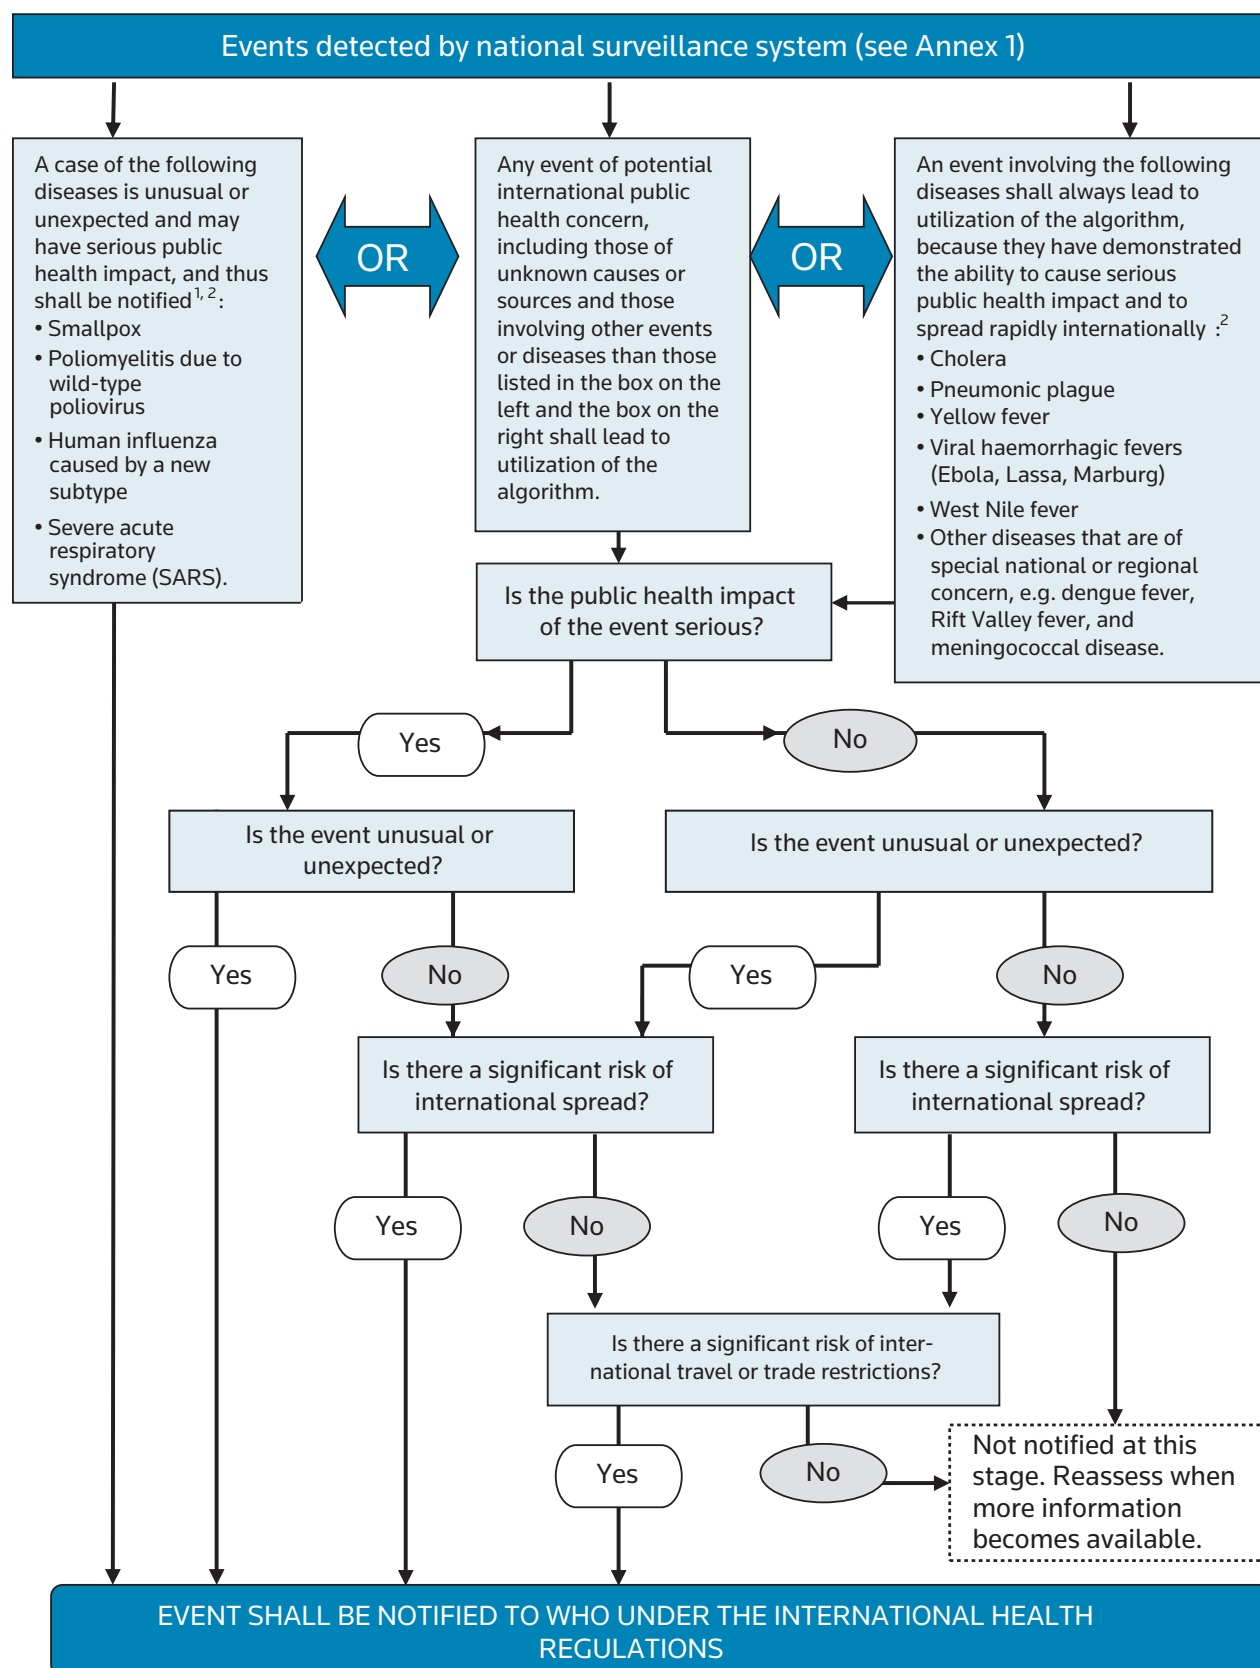 Events detected by national surveillance system (see Annex 1)
A case of the following
diseases is unusual or
unexpected and may
have serious public
health impact, and thus
shall be notified1, 2:
• Smallpox
• Poliomyelitis due to
wild-type
poliovirus
• Human influenza
caused by a new
subtype
• Severe acute
respiratory
syndrome (SARS).
OR
Any event of potential
international public
health concern,
including those of
unknown causes or
sources and those
involving other events
or diseases than those
listed in the box on the
left and the box on the
right shall lead to
utilization of the
algorithm.
OR
An event involving the following
diseases shall always lead to
utilization of the algorithm,
because they have demonstrated
the ability to cause serious
public health impact and to
spread rapidly internationally :2
• Cholera
• Pneumonic plague
• Yellow fever
• Viral haemorrhagic fevers
(Ebola, Lassa, Marburg)
• West Nile fever
• Other diseases that are of
special national or regional
concern, e.g. dengue fever,
Rift Valley fever, and
meningococcal disease.
Is the public health impact
of the event serious?
Yes
No
Is the event unusual or
unexpected?
Is the event unusual or unexpected?
Yes
No
Yes
No
Is there a significant risk of
international spread?
Is there a significant risk of
international spread?
Yes
No
Yes
No
Is there a significant risk of inter-
national travel or trade restrictions?
Yes
No
Not notified at this
stage. Reassess when
more information
becomes available.
EVENT SHALL BE NOTIFIED TO WHO UNDER THE INTERNATIONAL HEALTH
REGULATIONS